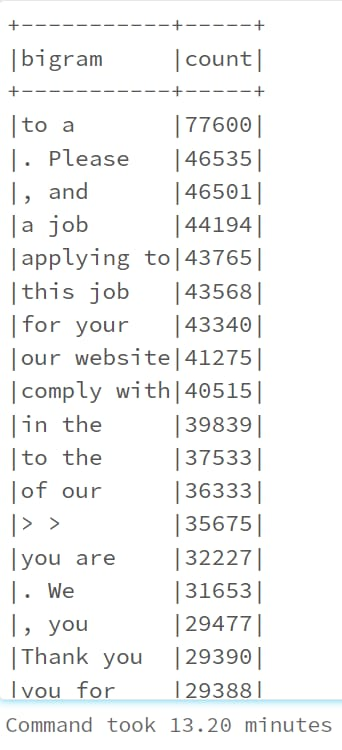 +-----------+-----+
|bigram     |count|
+-----------+-----+
|to a       |77600|
|. Please   |46535|
|, and      |46501|
|a job      |44194|
|applying to|43765|
|this job   |43568|
|for your   |43340|
|our website|41275|
|comply with|40515|
|in the     |39839|
|to the     |37533|
|of our     |36333|
|> >        |35675|
|you are    |32227|
|. We       |31653|
|, you      |29477|
|Thank you  |29390|
|you for    |29388|
Command took 13.20 minutes